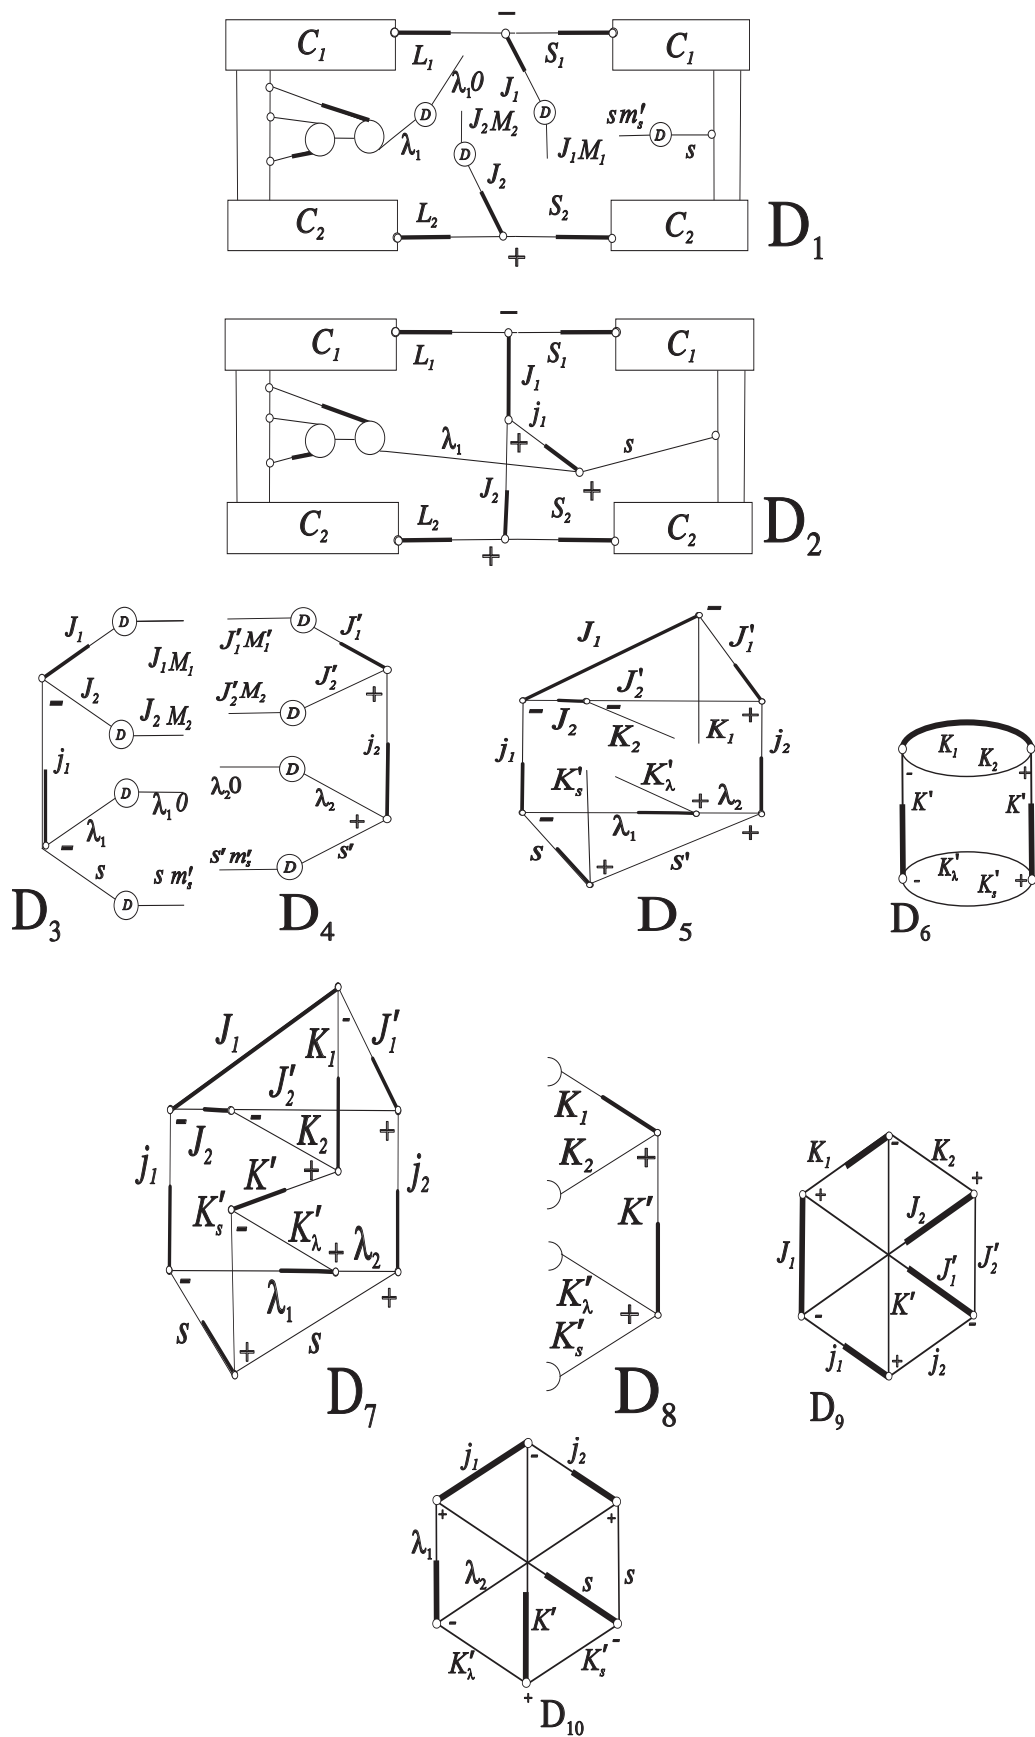 −
C₁ L₁ S₁ C₁
λ₁0 J₁
D D s m′ₛ
J₂M₂ D
λ₁ J₁M₁ s
D
J₂
C₂ L₂ S₂ C₂ D₁
+
−
C₁ L₁ S₁ C₁
J₁
j₁
λ₁ + s
J₂ +
C₂ L₂ S₂ C₂ D₂
+
J₁ D
J₁M₁
− J₂
D J₂M₂
j₁
D λ₁0
− λ₁
s D s m′ₛ
D₃
J′₁M′₁ D J′₁
J′₂M₂ D J′₂ +
j₂
λ₂0 D λ₂ +
s′m′ₛ D s′
D₄
−
J₁ J′₁
J′₂
− J₂ − K₂ K₁ +
j₁ j₂
K′ₛ K′λ
− λ₁ + λ₂ +
s + s′
D₅
K₁ K₂
- +
K′ K′
- K′λ K′ₛ +
D₆
J₁ - J′₁
K₁
J′₂
- J₂ - K₂ +
j₁ K′ + j₂
K′ₛ - K′λ + λ₂
- λ₁ +
s + s
D₇
K₁
K₂ +
K′
K′λ +
K′ₛ
D₈
K₁ - K₂
+ +
J₁ J₂ J′₂
J′₁
- K′ -
j₁ + j₂
D₉
j₁ - j₂
+ +
λ₁ λ₂ s s
- K′ -
K′λ K′ₛ
+
D₁₀